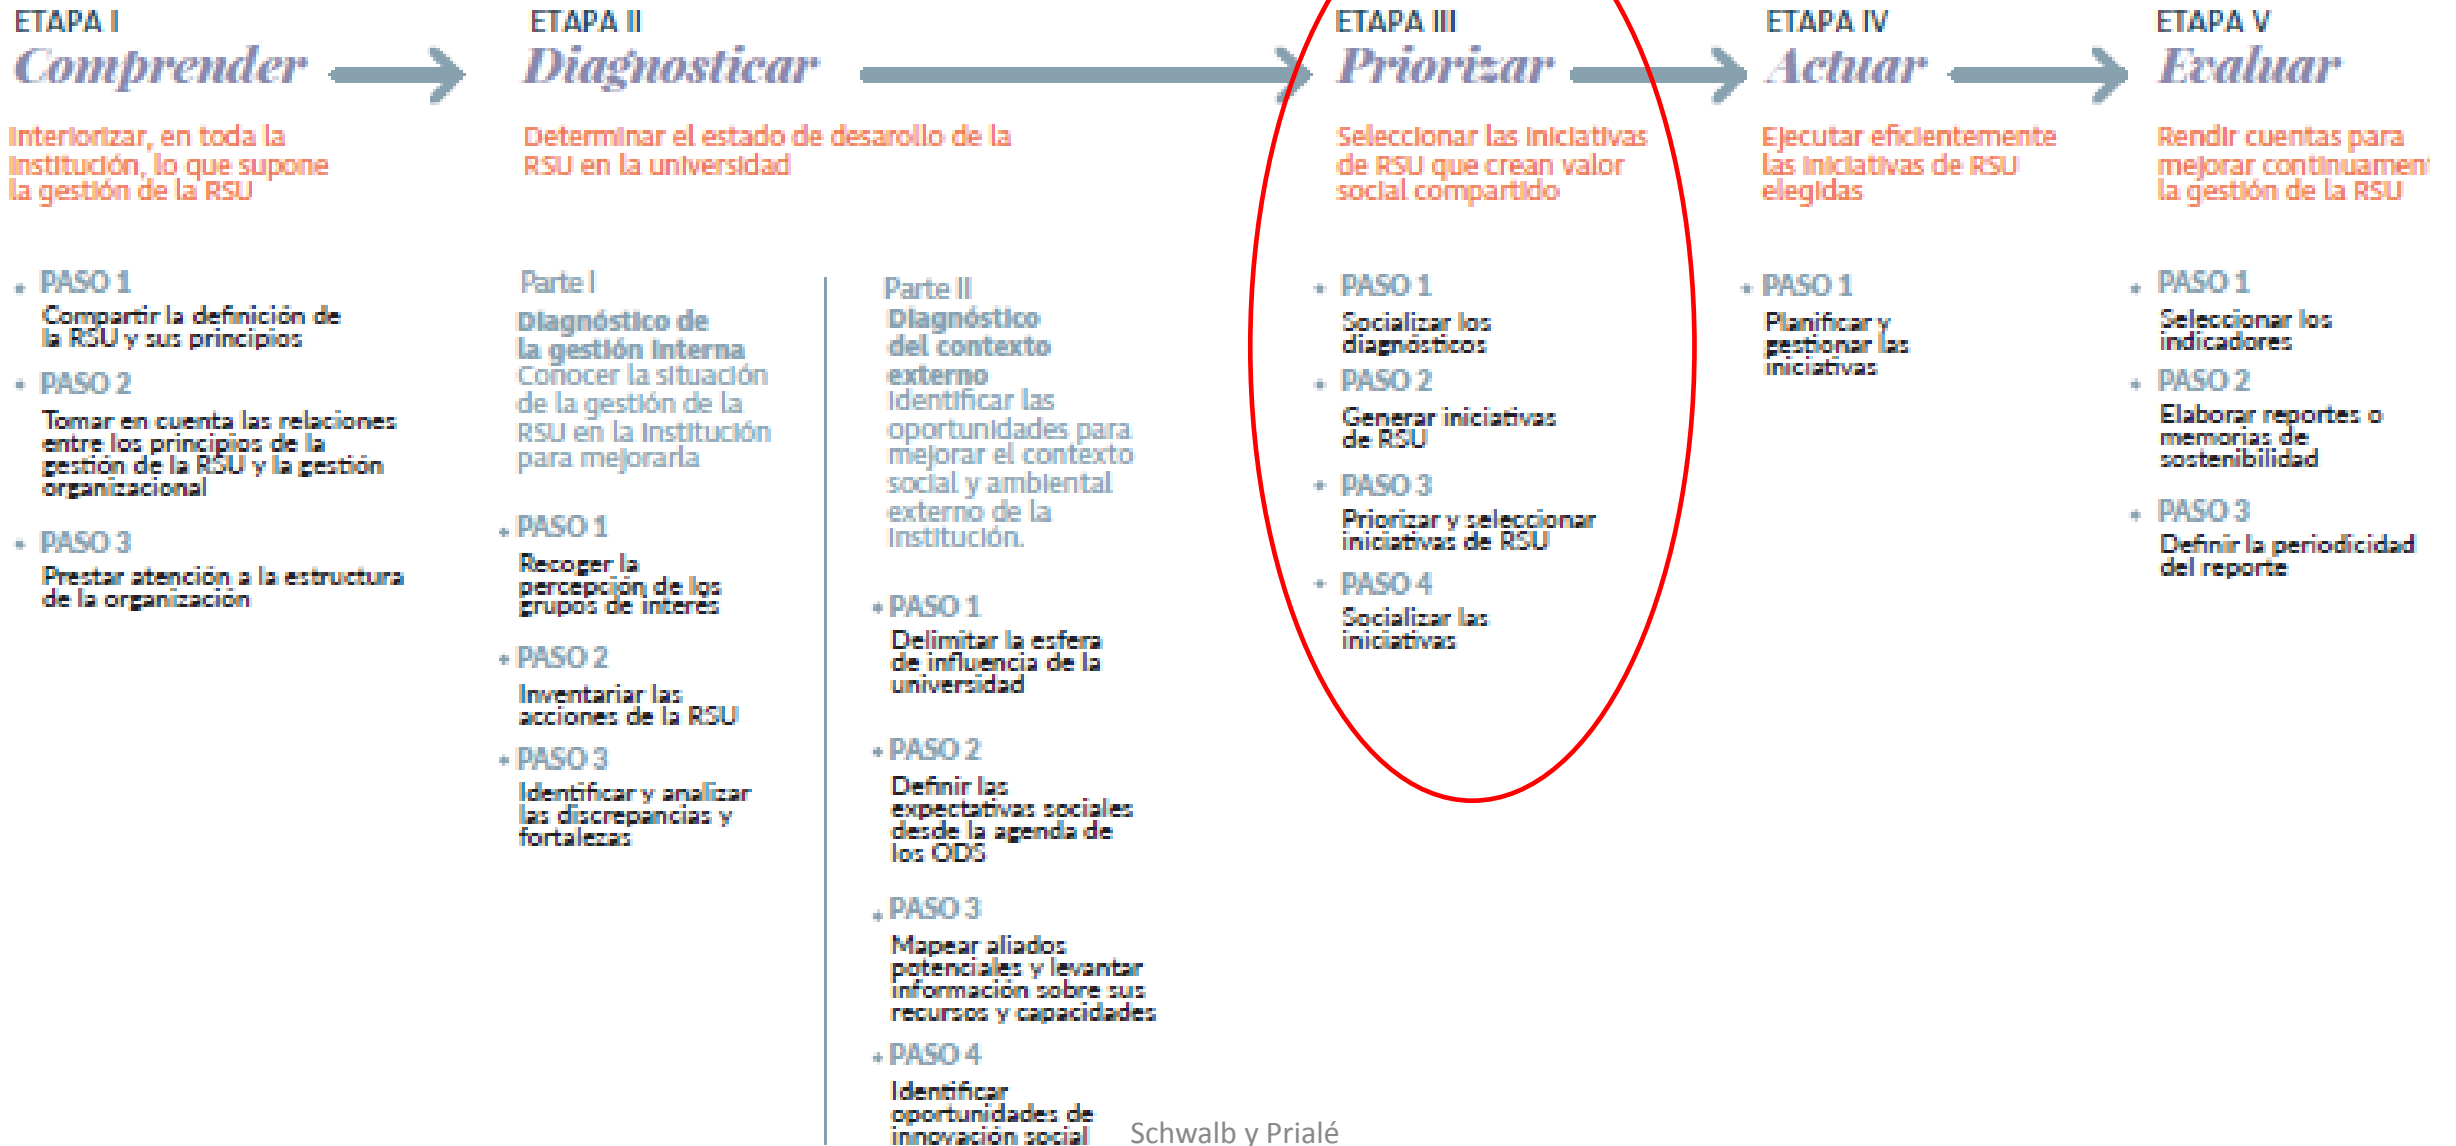 ETAPA I
Comprender
Interiorizar, en toda la
institución, lo que supone
la gestión de la RSU
PASO 1
Compartir la definición de
la RSU y sus principios
PASO 2
Tomar en cuenta las relaciones
entre los principios de la
gestión de la RSU y la gestión
organizacional
PASO 3
Prestar atención a la estructura
de la organización
ETAPA II
Diagnosticar
Determinar el estado de desarollo de la
RSU en la universidad
Parte I
Diagnóstico de
la gestión interna
Conocer la situación
de la gestión de la
RSU en la institución
para mejorarla
PASO 1
Recoger la
percepción de los
grupos de interés
PASO 2
Inventariar las
acciones de la RSU
PASO 3
Identificar y analizar
las discrepancias y
fortalezas
Parte II
Diagnóstico
del contexto
externo
Identificar las
oportunidades para
mejorar el contexto
social y ambiental
externo de la
institución.
PASO 1
Delimitar la esfera
de influencia de la
universidad
PASO 2
Definir las
expectativas sociales
desde la agenda de
los ODS
PASO 3
Mapear aliados
potenciales y levantar
información sobre sus
recursos y capacidades
PASO 4
Identificar
oportunidades de
innovación social
ETAPA III
Priorizar
Seleccionar las iniciativas
de RSU que crean valor
social compartido
PASO 1
Socializar los
diagnósticos
PASO 2
Generar iniciativas
de RSU
PASO 3
Priorizar y seleccionar
iniciativas de RSU
PASO 4
Socializar las
iniciativas
ETAPA IV
Actuar
Ejecutar eficientemente
las iniciativas de RSU
elegidas
PASO 1
Planificar y
gestionar las
iniciativas
ETAPA V
Evaluar
Rendir cuentas para
mejorar continuamen
la gestión de la RSU
PASO 1
Seleccionar los
indicadores
PASO 2
Elaborar reportes o
memorias de
sostenibilidad
PASO 3
Definir la periodicidad
del reporte
Schwalb y Prialé